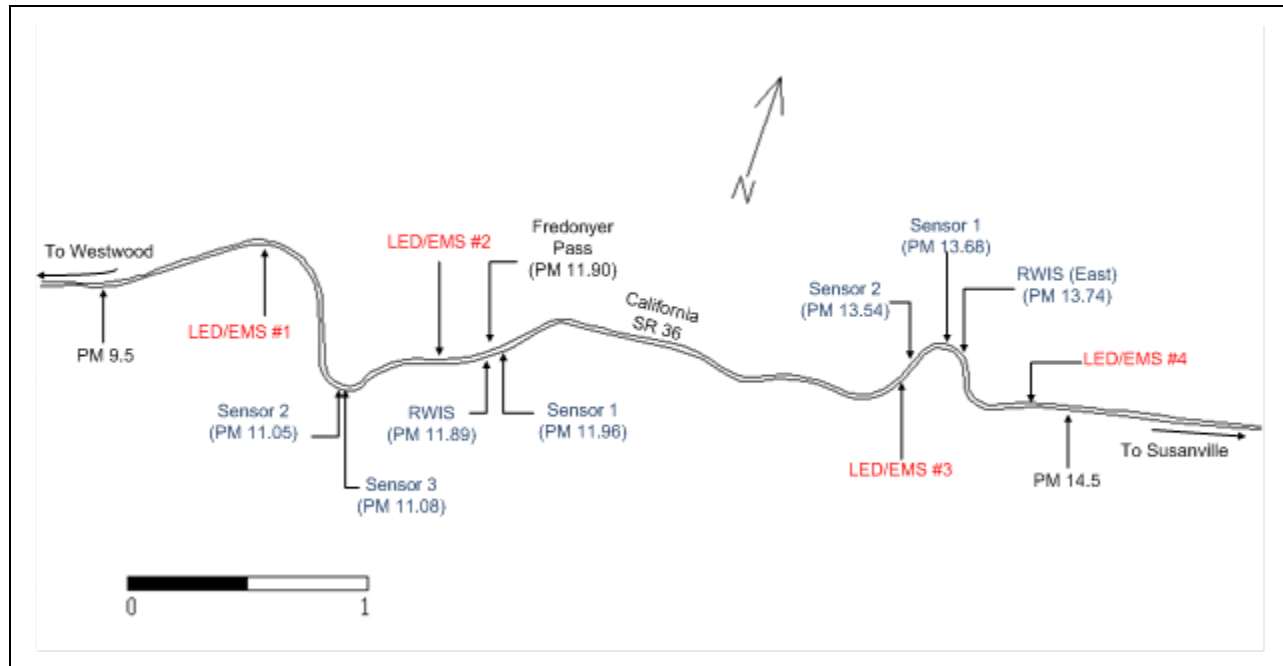 N
Sensor 1
(PM 13.68)
Fredonyer
Pass
(PM 11.90)
LED/EMS #2
To Westwood
RWIS (East)
(PM 13.74)
Sensor 2
(PM 13.54)
California
SR 36
LED/EMS #1
PM 9.5
LED/EMS #4
Sensor 2
(PM 11.05)
RWIS
(PM 11.89)
Sensor 1
(PM 11.96)
To Susanville
LED/EMS #3
PM 14.5
Sensor 3
(PM 11.08)
0
1